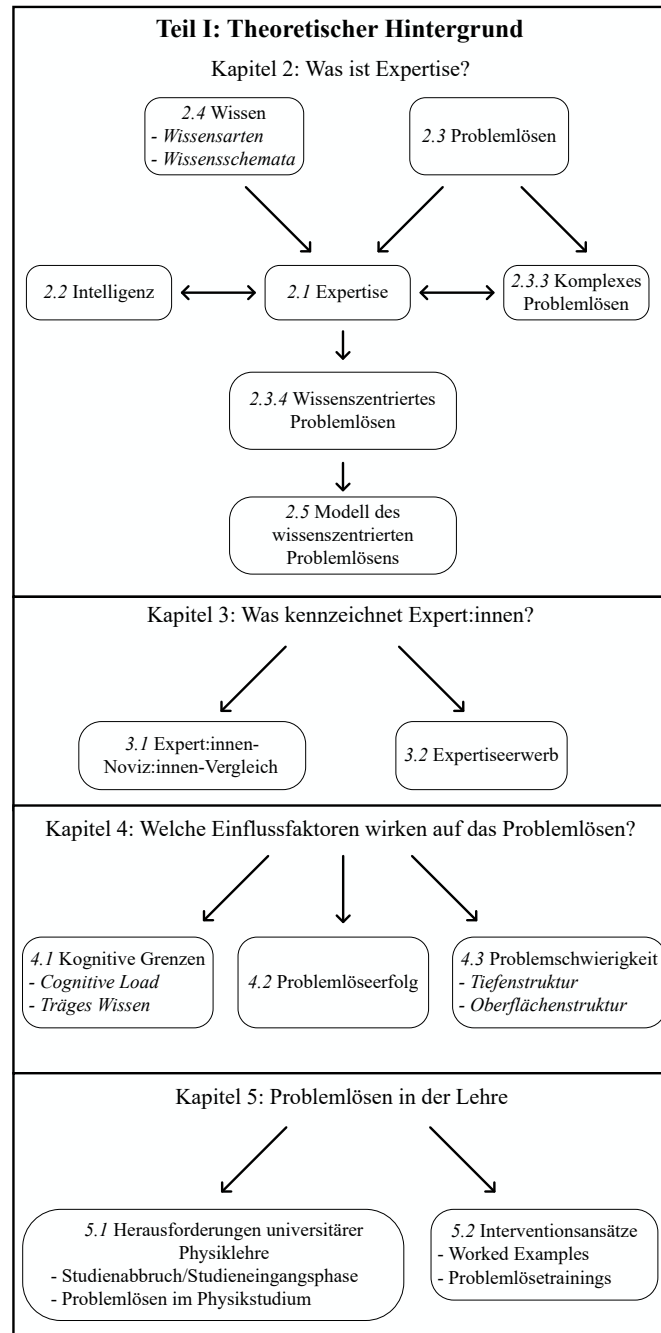 Teil I: Theoretischer Hintergrund
Kapitel 2: Was ist Expertise?
2.4 Wissen
- Wissensarten
- Wissensschemata
2.3 Problemlösen
2.2 Intelligenz
2.1 Expertise
2.3.3 Komplexes
Problemlösen
2.3.4 Wissenszentriertes
Problemlösen
2.5 Modell des
wissenszentrierten
Problemlösens
Kapitel 3: Was kennzeichnet Expert:innen?
3.1 Expert:innen-
Noviz:innen-Vergleich
3.2 Expertiseerwerb
Kapitel 4: Welche Einflussfaktoren wirken auf das Problemlösen?
4.1 Kognitive Grenzen
- Cognitive Load
- Träges Wissen
4.2 Problemlöseerfolg
4.3 Problemschwierigkeit
- Tiefenstruktur
- Oberflächenstruktur
Kapitel 5: Problemlösen in der Lehre
5.1 Herausforderungen universitärer
Physiklehre
- Studienabbruch/Studieneingangsphase
- Problemlösen im Physikstudium
5.2 Interventionsansätze
- Worked Examples
- Problemlösetrainings